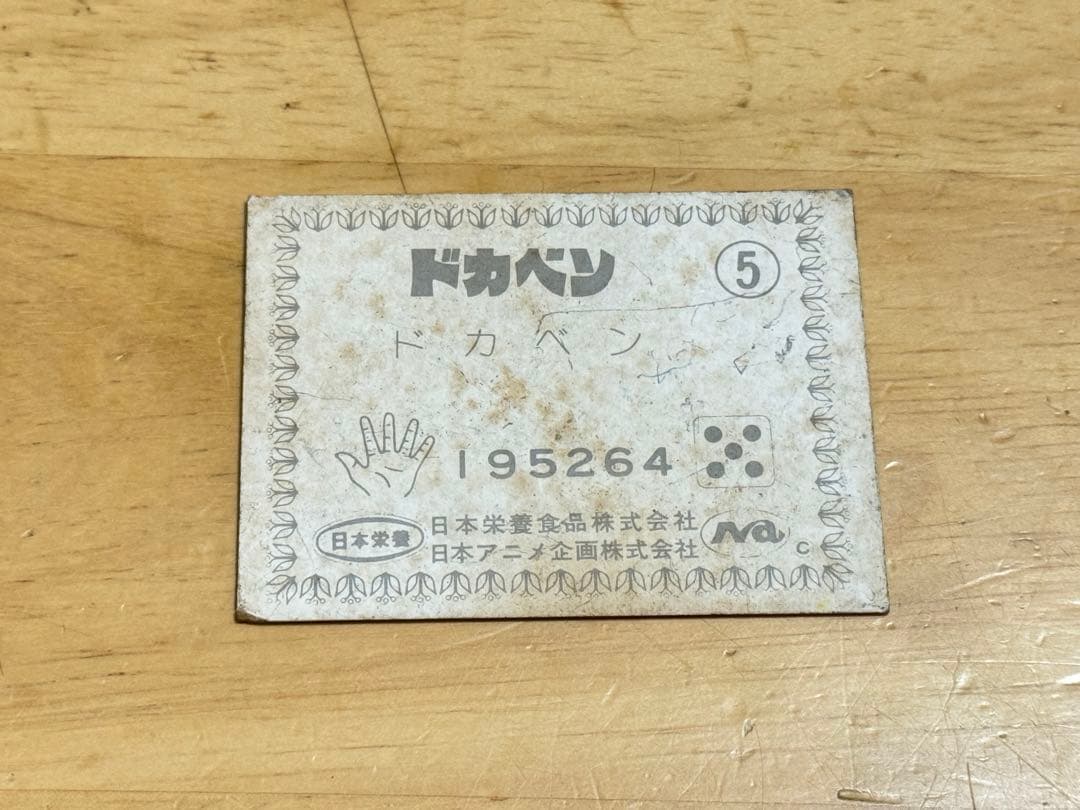 ドカベン ⑤
ドカベン
195264
日本栄養 日本栄養食品株式会社
日本アニメ企画株式会社 NA C